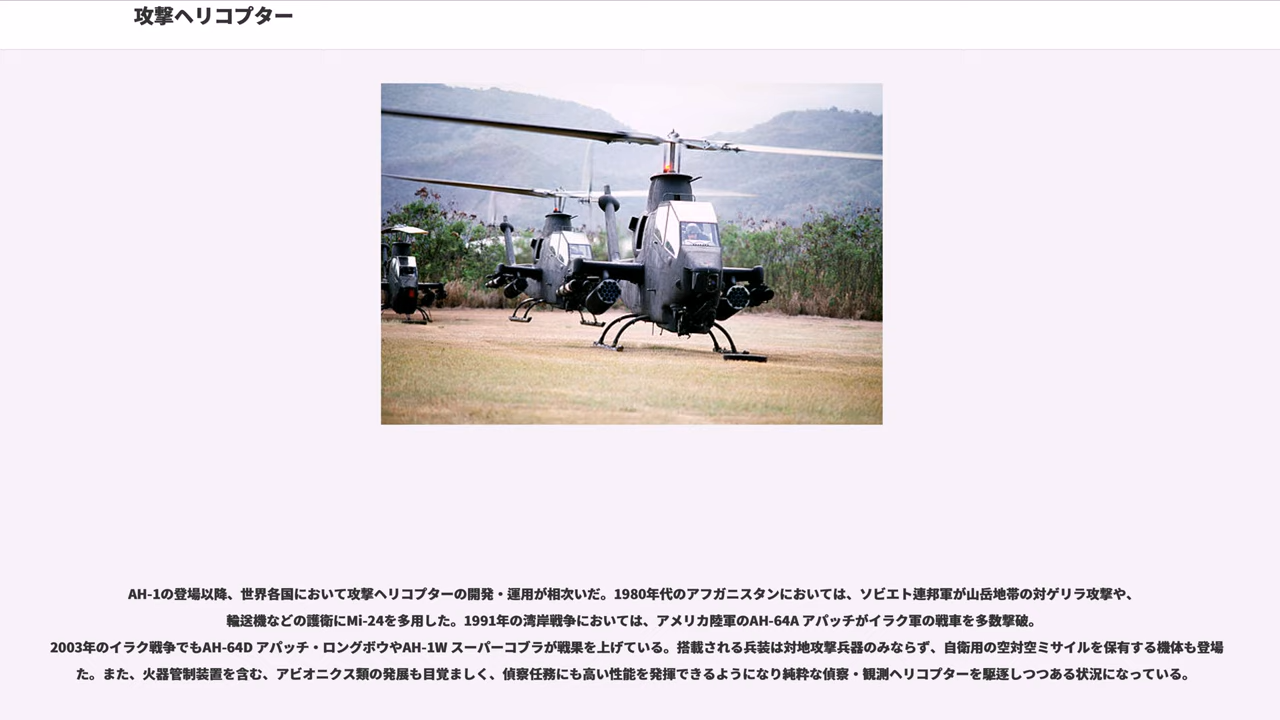 攻撃ヘリコプター
AH-1の登場以降、世界各国において攻撃ヘリコプターの開発・運用が相次いだ。1980年代のアフガニスタンにおいては、ソビエト連邦軍が山岳地帯の対ゲリラ攻撃や、
輸送機などの護衛にMi-24を多用した。1991年の湾岸戦争においては、アメリカ陸軍のAH-64A アパッチがイラク軍の戦車を多数撃破。
2003年のイラク戦争でもAH-64D アパッチ・ロングボウやAH-1W スーパーコブラが戦果を上げている。搭載される兵装は対地攻撃兵器のみならず、自衛用の空対空ミサイルを保有する機体も登場
た。また、火器管制装置を含む、アビオニクス類の発展も目覚ましく、偵察任務にも高い性能を発揮できるようになり純粋な偵察・観測ヘリコプターを駆逐しつつある状況になっている。